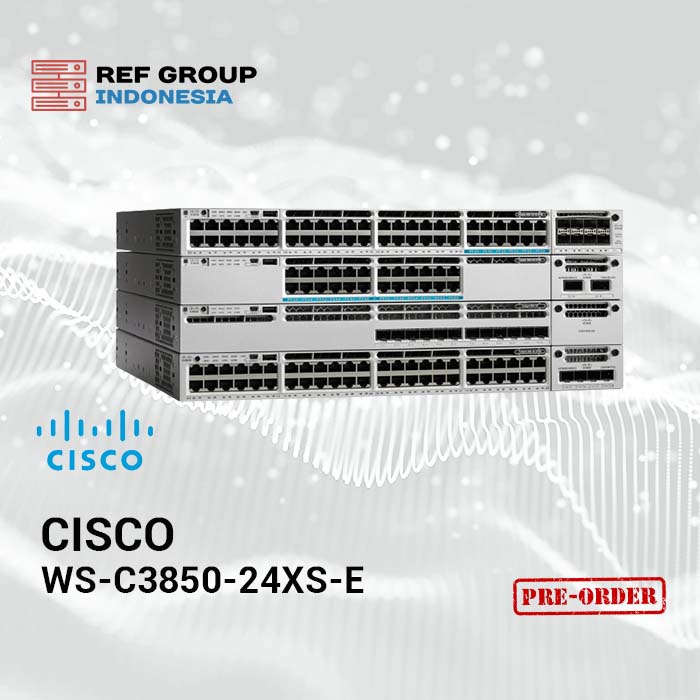 REF GROUP
INDONESIA
CISCO
CISCO
WS-C3850-24XS-E
PRE-ORDER